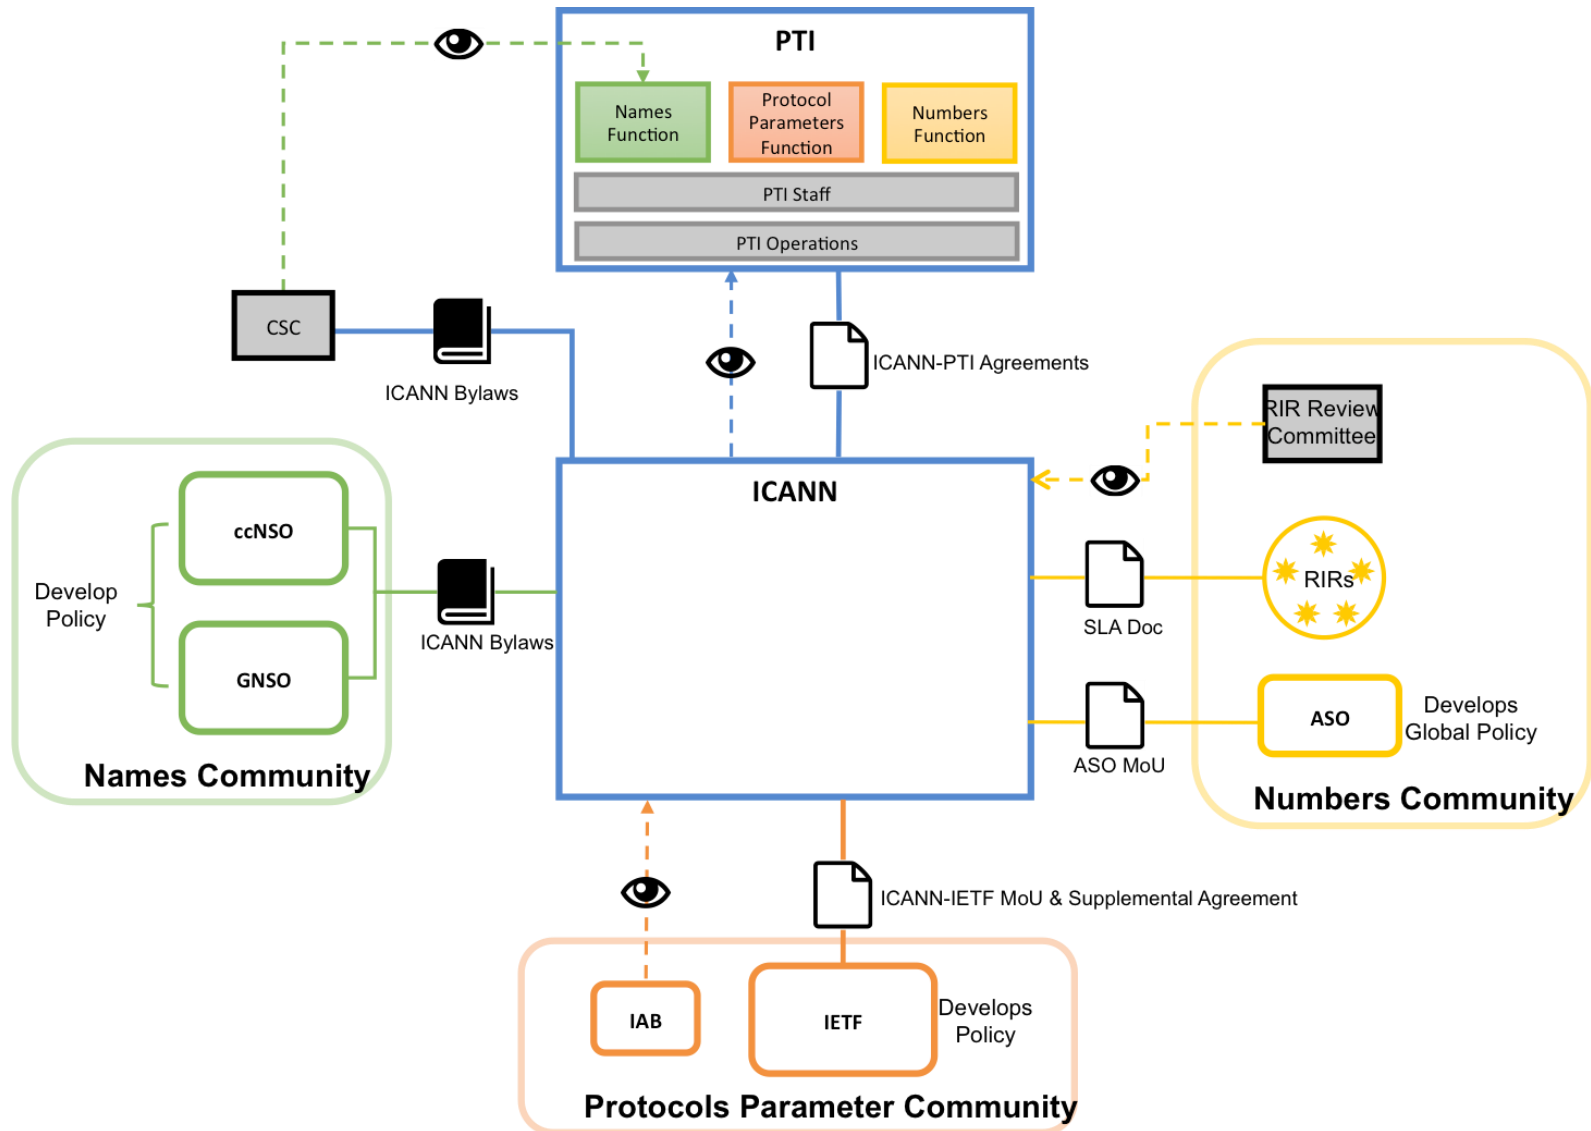 PTI
Names
Function
Protocol
Parameters
Function
Numbers
Function
PTI Staff
PTI Operations
CSC
ICANN Bylaws
ICANN-PTI Agreements
RIR Review
Committee
ICANN
ccNSO
Develop
Policy
GNSO
ICANN Bylaws
Names Community
RIRs
SLA Doc
ASO
Develops
Global Policy
ASO MoU
Numbers Community
ICANN-IETF MoU & Supplemental Agreement
IAB
IETF
Develops
Policy
Protocols Parameter Community